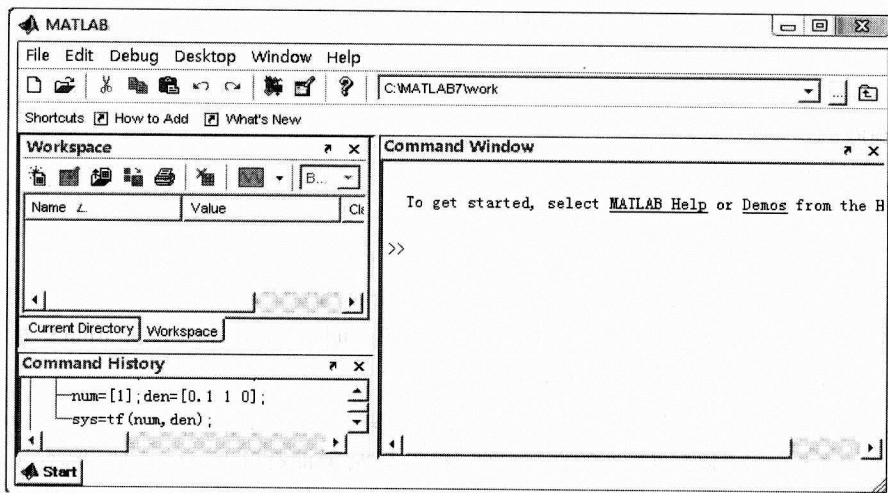 MATLAB
File Edit Debug Desktop Window Help
C:\MATLAB7\work
...
Shortcuts How to Add What's New
Workspace
B...
Name Value Cla
Current Directory Workspace
Command History
num=[1];den=[0.1 1 0];
sys=tf(num,den);
Command Window
To get started, select MATLAB Help or Demos from the H
>>
Start